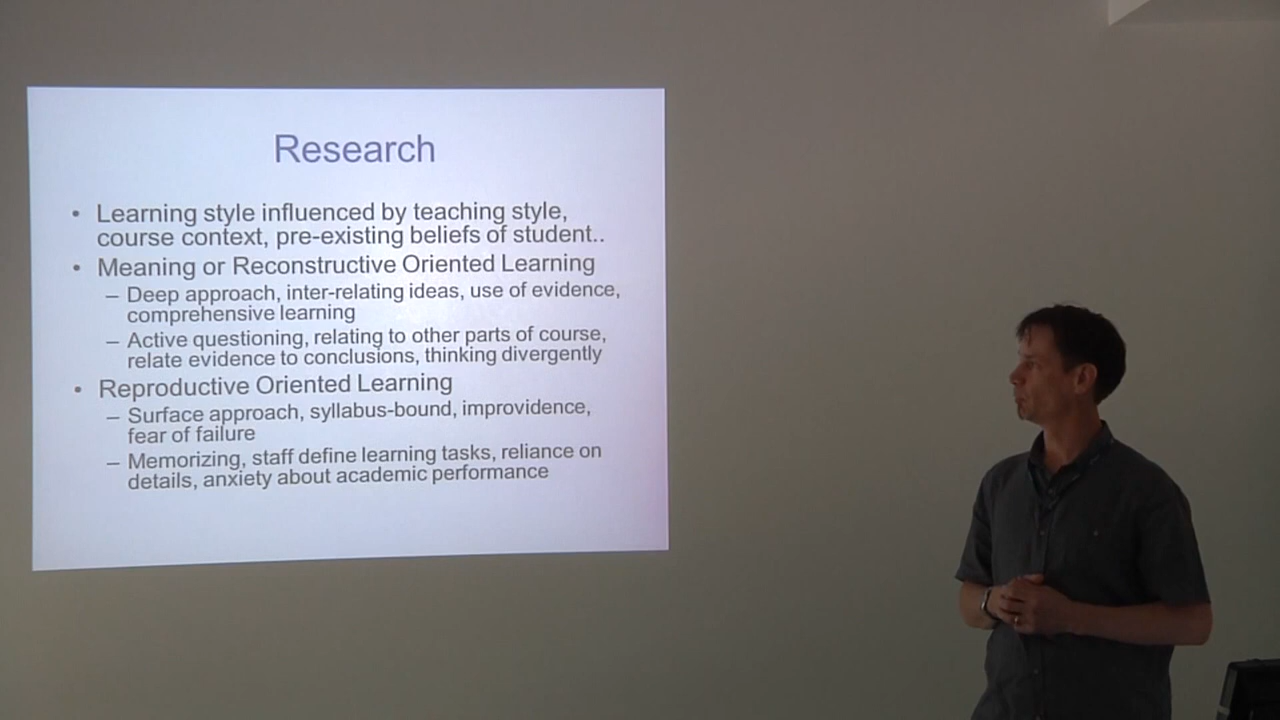 Research
• Learning style influenced by teaching style,
course context, pre-existing beliefs of student..
• Meaning or Reconstructive Oriented Learning
– Deep approach, inter-relating ideas, use of evidence,
comprehensive learning
– Active questioning, relating to other parts of course,
relate evidence to conclusions, thinking divergently
• Reproductive Oriented Learning
– Surface approach, syllabus-bound, improvidence,
fear of failure
– Memorizing, staff define learning tasks, reliance on
details, anxiety about academic performance